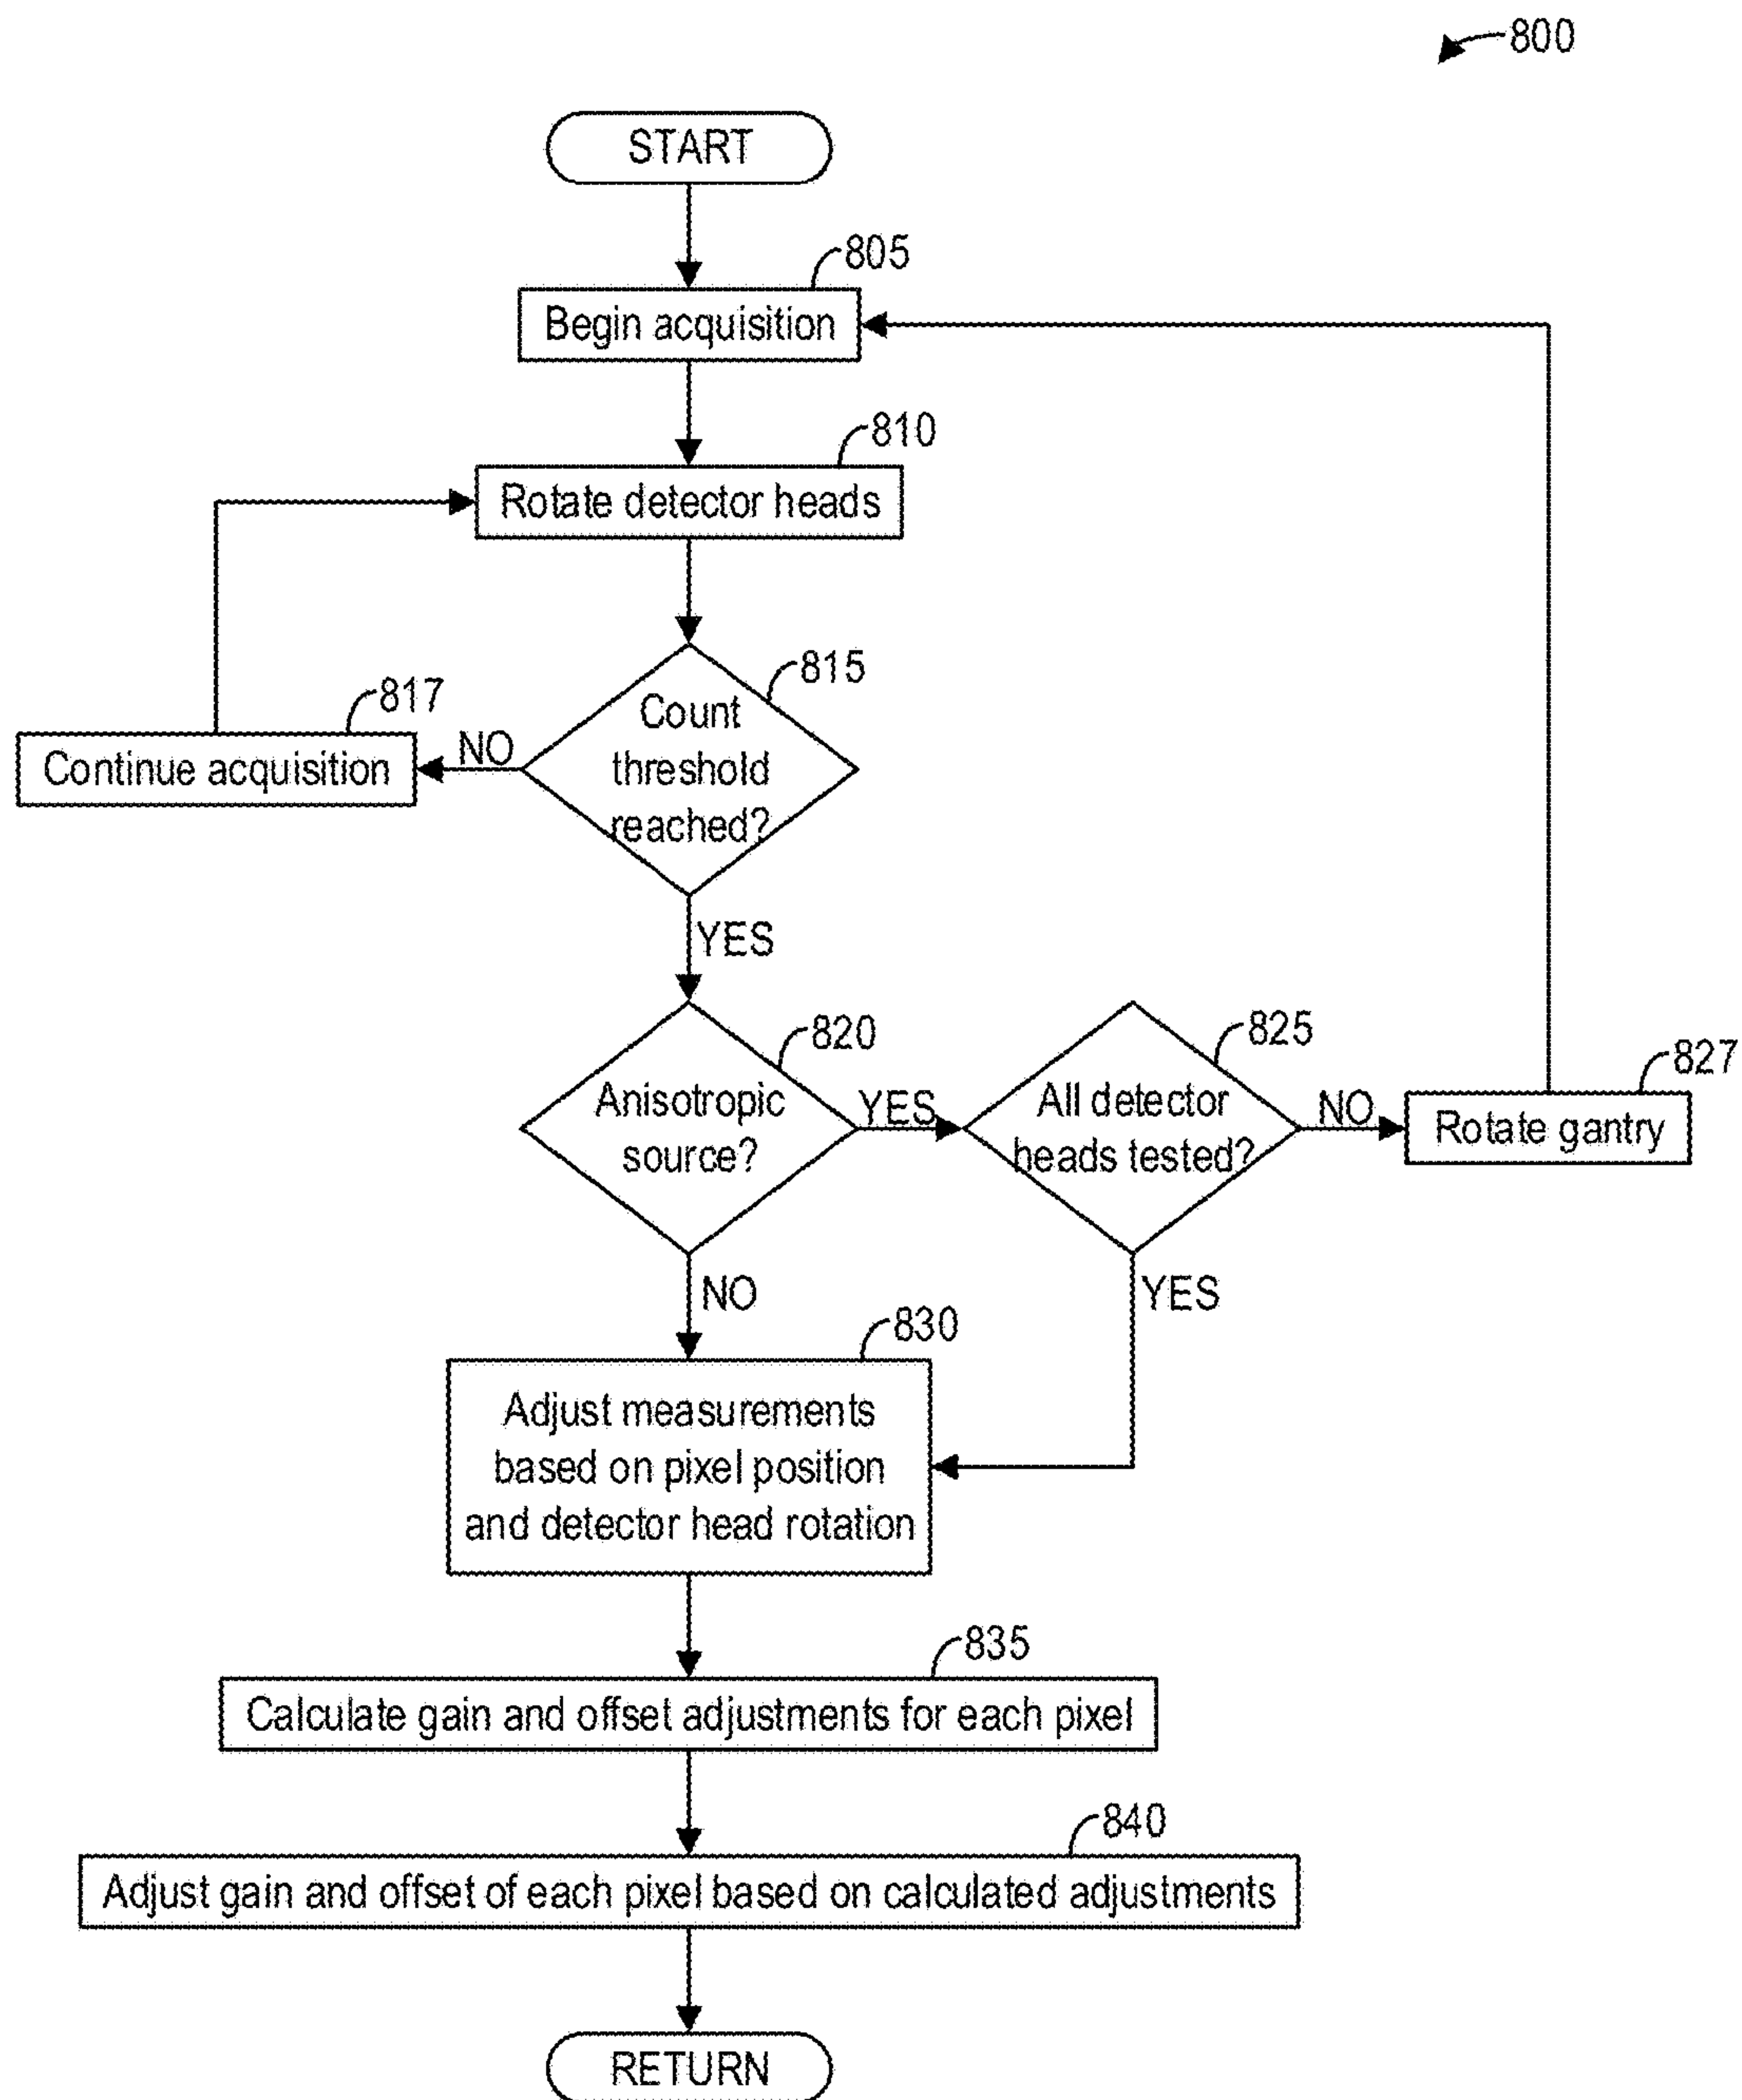 800
START
805
Begin acquisition
810
Rotate detector heads
815
Count
threshold
reached?
817
Continue acquisition
NO
YES
820
Anisotropic
source?
YES
825
All detector
heads tested?
NO
827
Rotate gantry
NO
YES
830
Adjust measurements
based on pixel position
and detector head rotation
835
Calculate gain and offset adjustments for each pixel
840
Adjust gain and offset of each pixel based on calculated adjustments
RETURN